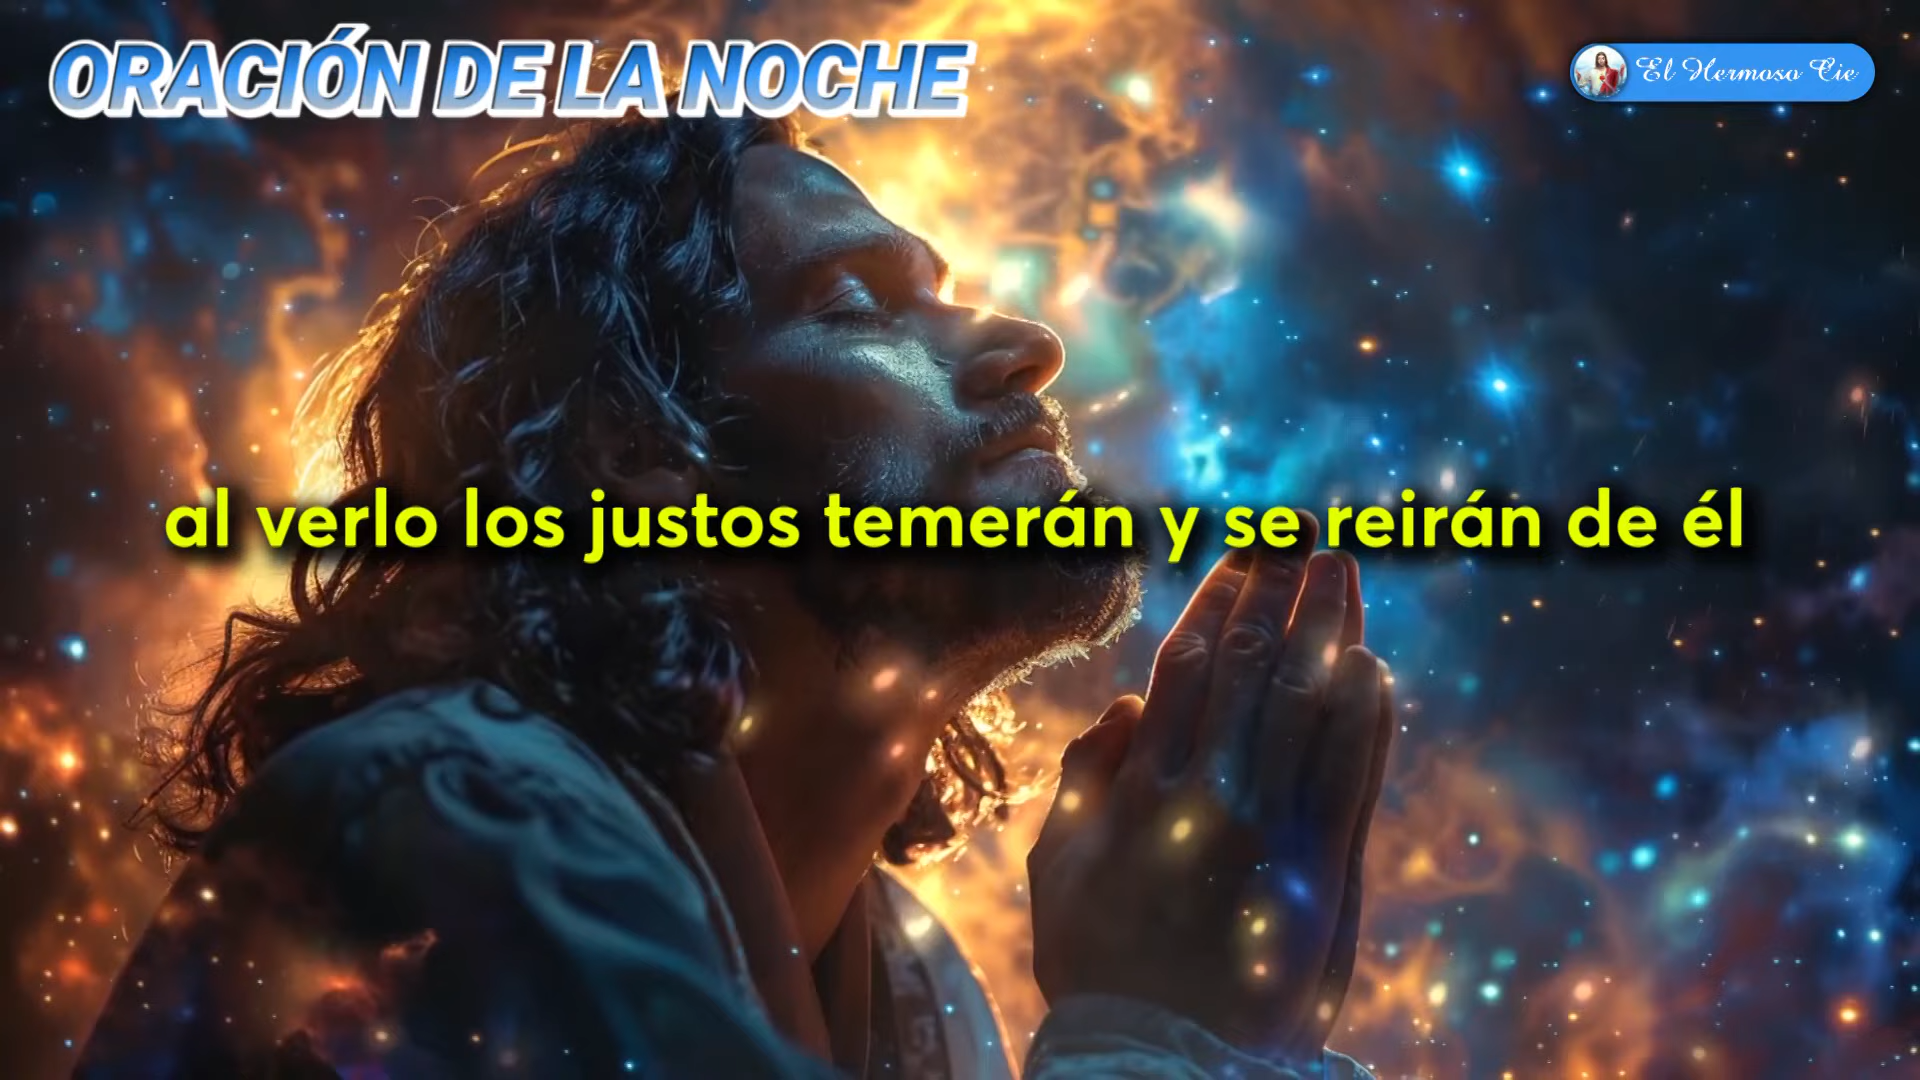 ORACIÓN DE LA NOCHE
El Hermoso Cie
al verlo los justos temerán y se reirán de él